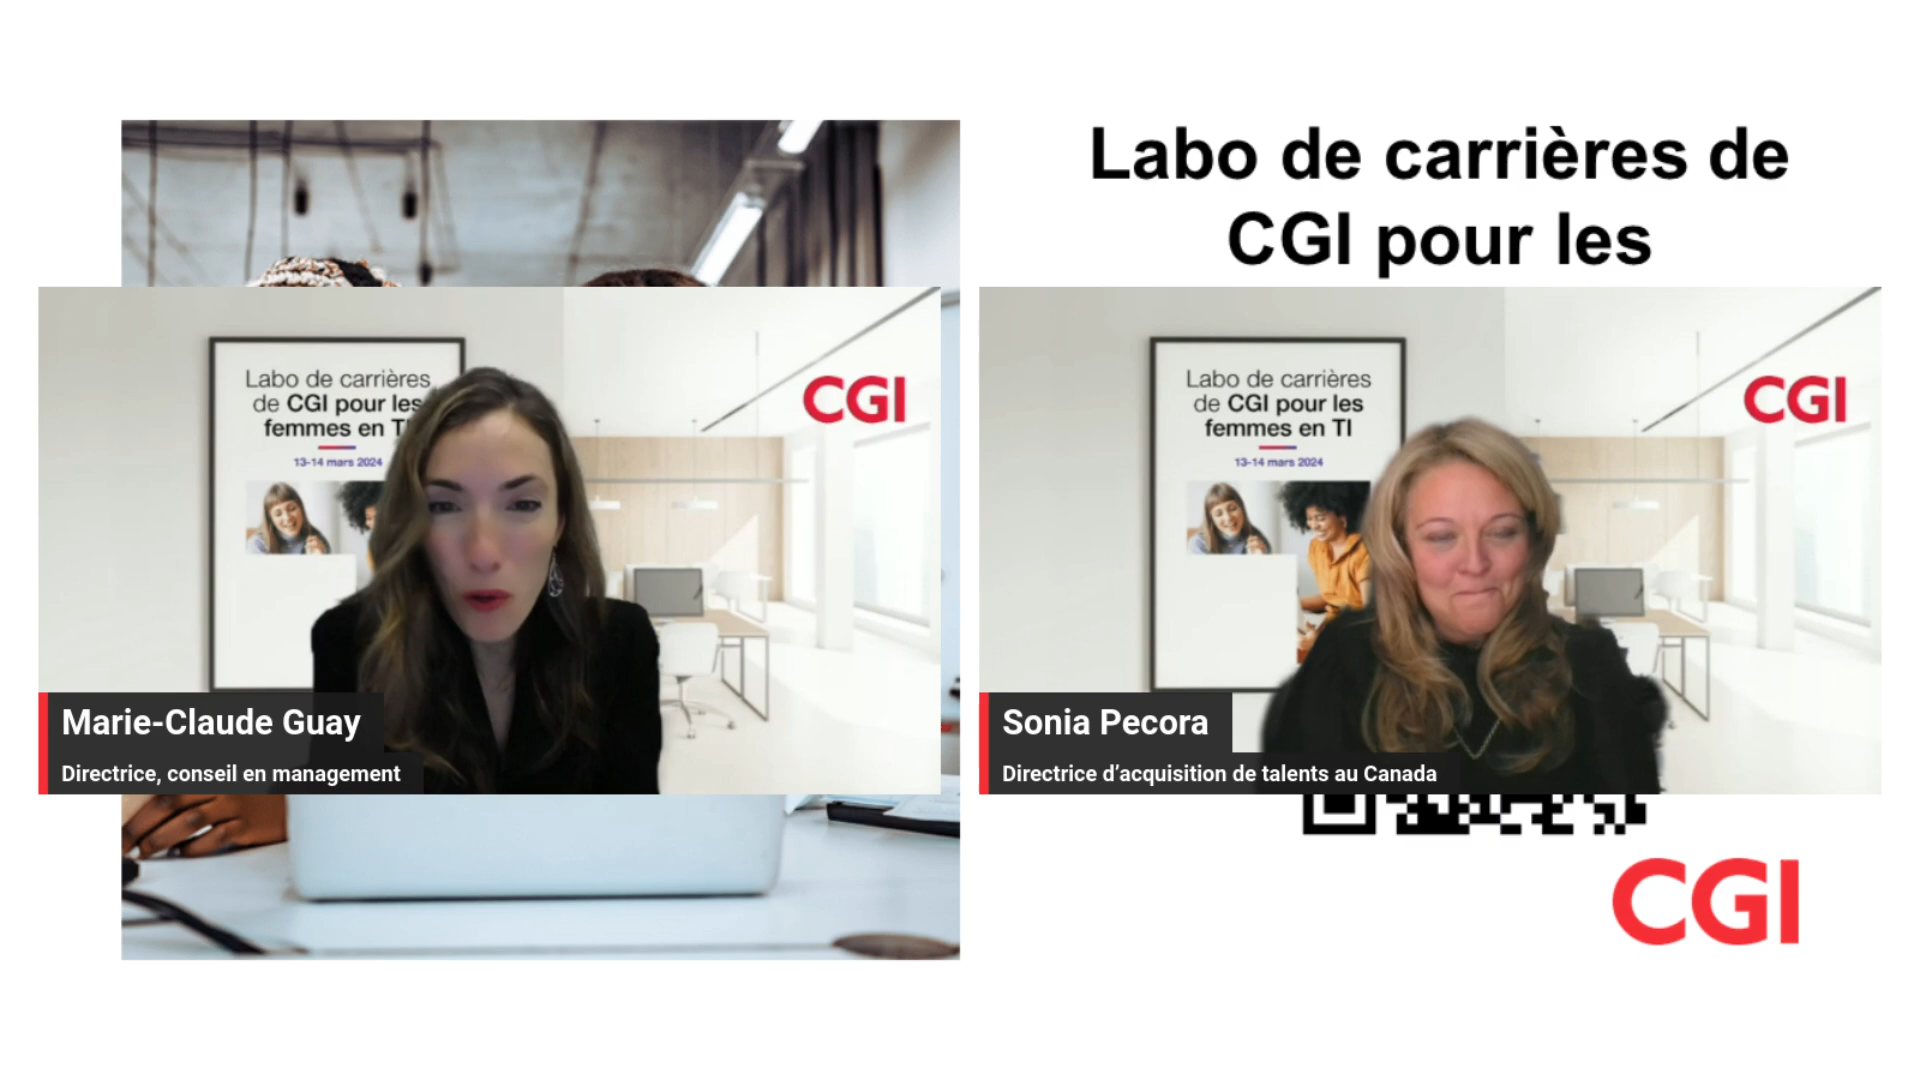 Labo de carrières de
CGI pour les
Labo de carrières
de CGI pour les
femmes en TI
13-14 mars 2024
CGI
Marie-Claude Guay
Directrice, conseil en management
Labo de carrières
de CGI pour les
femmes en TI
13-14 mars 2024
CGI
Sonia Pecora
Directrice d’acquisition de talents au Canada
CGI